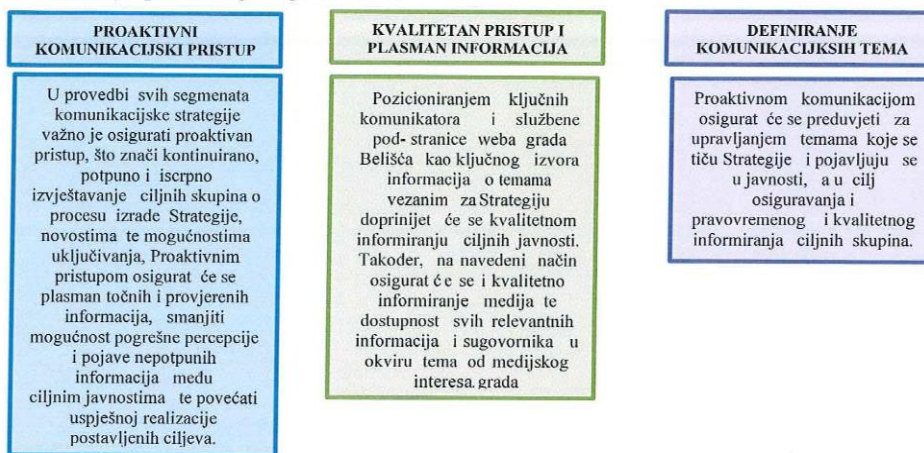 PROAKTIVNI
KOMUNIKACIJSKI PRISTUP
U provedbi svih segmenata
komunikacijske strategije
važno je osigurati proaktivan
pristup, što znači kontinuirano,
potpuno i iscrpno
izvještavanje ciljnih skupina o
procesu izrade Strategije,
novostima te mogućnostima
uključivanja, Proaktivnim
pristupom osigurat će se
plasman točnih i provjerenih
informacija, smanjiti
mogućnost pogrešne percepcije
i pojave nepotpunih
informacija među
ciljnim javnostima te povećati
uspješnoj realizacije
postavljenih ciljeva.
KVALITETAN PRISTUP I
PLASMAN INFORMACIJA
Pozicioniranjem ključnih
komunikatora i službene
pod- stranice weba grada
Belišća kao ključnog izvora
informacija o temama
vezanim za Strategiju
doprinijet će se kvalitetnom
informiranju ciljnih javnosti.
Takoder, na navedeni način
osigurat će se i kvalitetno
informiranje medija te
dostupnost svih relevantnih
informacija i sugovornika u
okviru tema od medijskog
interesa. grada
DEFINIRANJE
KOMUNIKACIJKSIH TEMA
Proaktivnom komunikacijom
osigurat će se preduvjeti za
upravljanjem temama koje se
tiču Strategije i pojavljuju se
u javnosti, a u cilj
osiguravanja i
pravovremenog i kvalitetnog
informiranja ciljnih skupina.